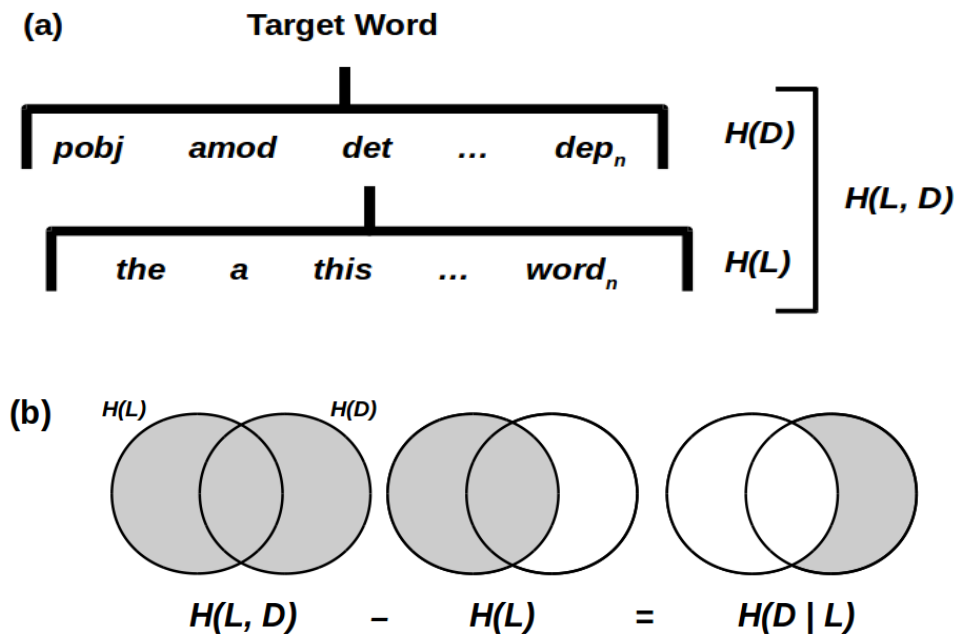 (a) Target Word
pobj amod det ... depn H(D)
H(L, D)
the a this ... wordn H(L)
(b) H(L) H(D)
H(L, D) – H(L) = H(D | L)